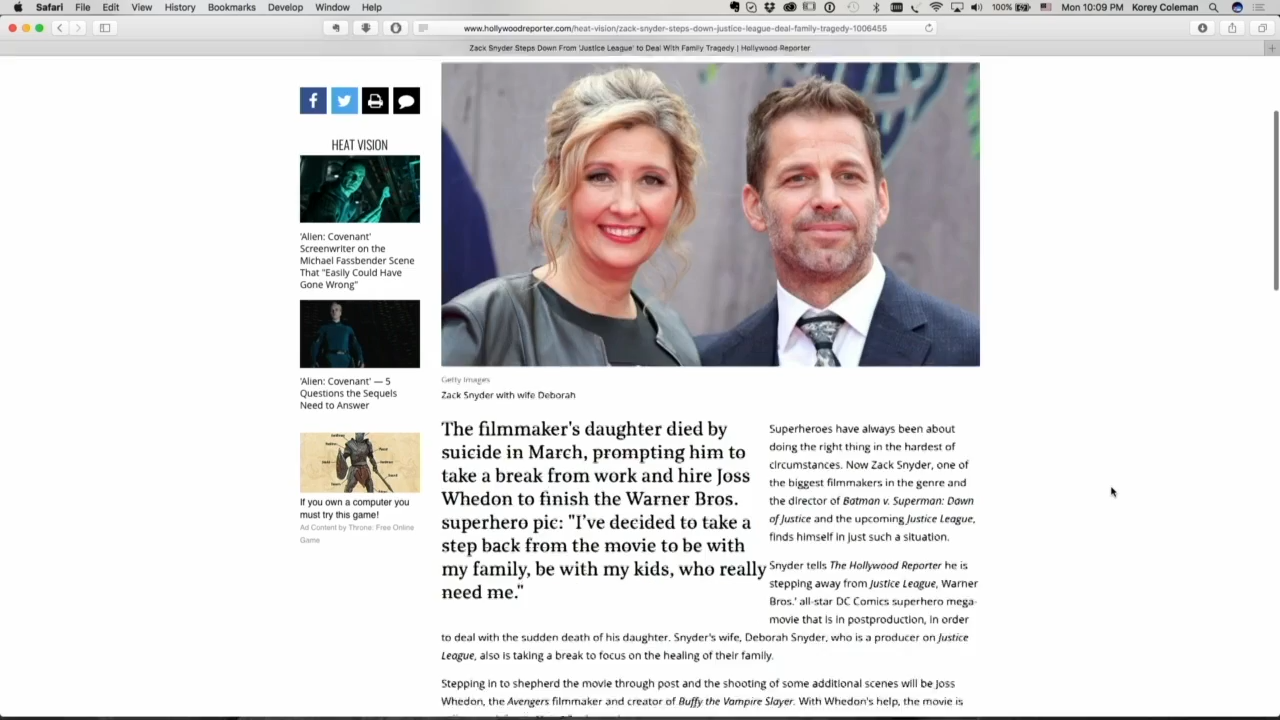 Safari File Edit View History Bookmarks Develop Window Help
100% Mon 10:09 PM Korey Coleman
www.hollywoodreporter.com/heat-vision/zack-snyder-steps-down-justice-league-deal-family-tragedy-1006455
Zack Snyder Steps Down From 'Justice League' to Deal With Family Tragedy | Hollywood Reporter
HEAT VISION
'Alien: Covenant'
Screenwriter on the
Michael Fassbender Scene
That "Easily Could Have
Gone Wrong"
'Alien: Covenant' — 5
Questions the Sequels
Need to Answer
If you own a computer you
must try this game!
Ad Content by Throne: Free Online
Game
Getty Images
Zack Snyder with wife Deborah
The filmmaker's daughter died by
suicide in March, prompting him to
take a break from work and hire Joss
Whedon to finish the Warner Bros.
superhero pic: "I've decided to take a
step back from the movie to be with
my family, be with my kids, who really
need me."
Superheroes have always been about
doing the right thing in the hardest of
circumstances. Now Zack Snyder, one of
the biggest filmmakers in the genre and
the director of Batman v. Superman: Dawn
of Justice and the upcoming Justice League,
finds himself in just such a situation.
Snyder tells The Hollywood Reporter he is
stepping away from Justice League, Warner
Bros.' all-star DC Comics superhero mega-
movie that is in postproduction, in order
to deal with the sudden death of his daughter. Snyder's wife, Deborah Snyder, who is a producer on Justice
League, also is taking a break to focus on the healing of their family.
Stepping in to shepherd the movie through post and the shooting of some additional scenes will be Joss
Whedon, the Avengers filmmaker and creator of Buffy the Vampire Slayer. With Whedon's help, the movie is